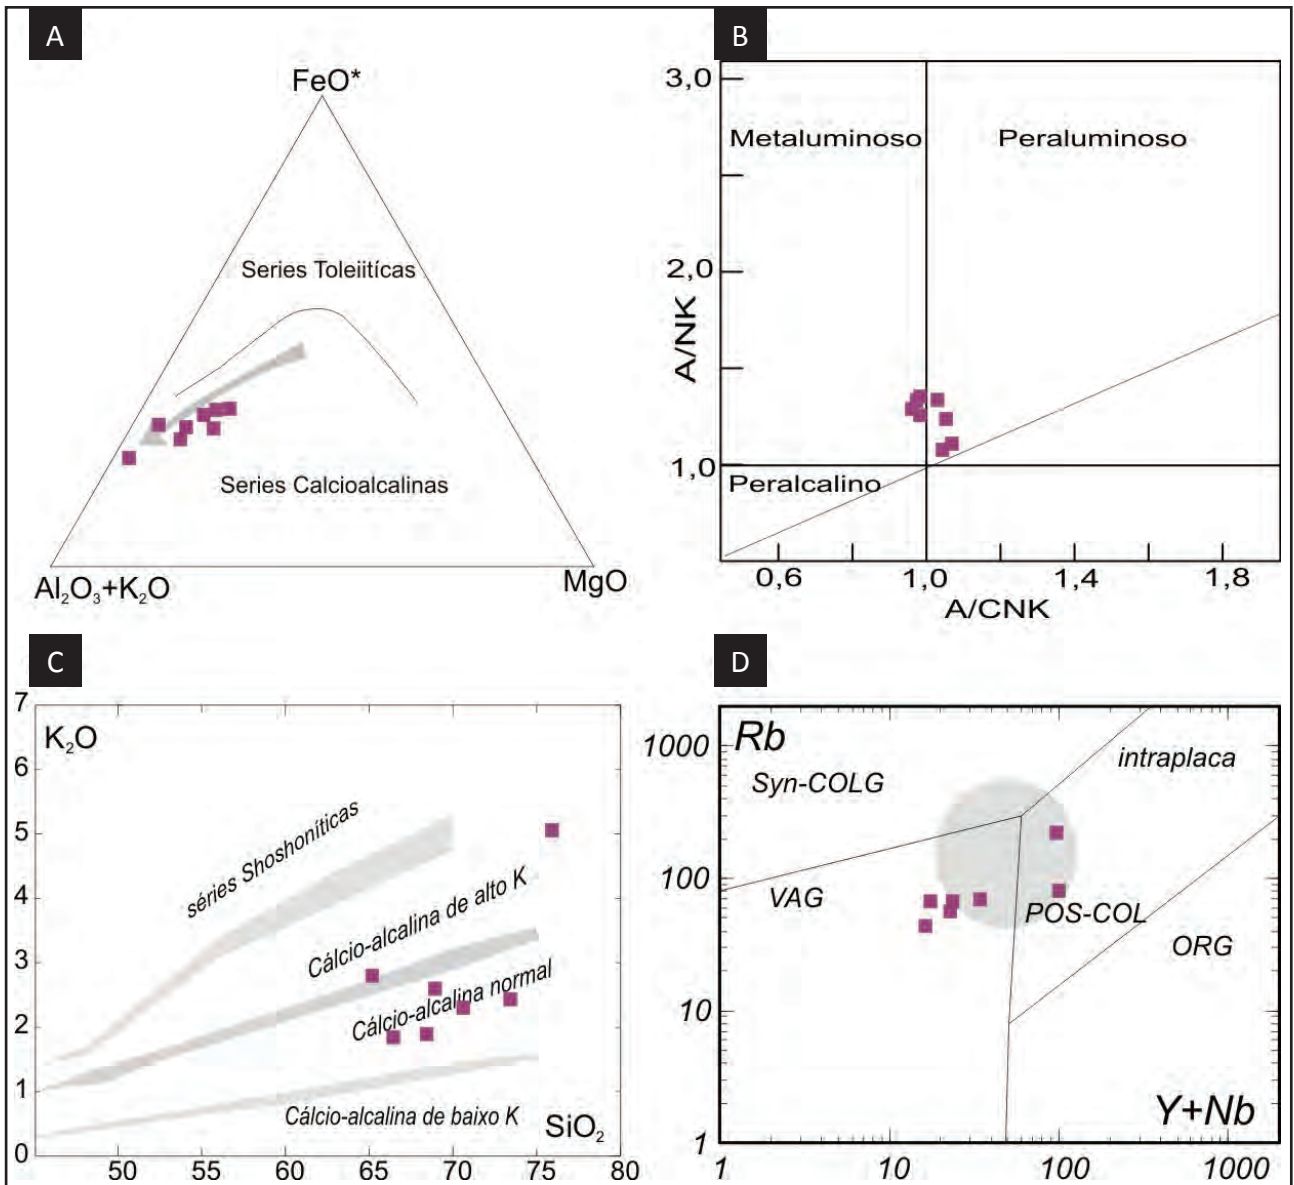 A
FeO*
Series Toleiitícas
Series Calcioalcalinas
Al₂O₃+K₂O
MgO
B
3,0
Metaluminoso
Peraluminoso
2,0
A/NK
1,0
Peralcalino
0,6
1,0
1,4
1,8
A/CNK
C
7
K₂O
6
5
4
3
2
1
0
séries Shoshoníticas
Cálcio-alcalina de alto K
Cálcio-alcalina normal
Cálcio-alcalina de baixo K
SiO₂
50
55
60
65
70
75
80
D
Rb
1000
Syn-COLG
intraplaca
100
VAG
POS-COL
ORG
10
Y+Nb
1
1
10
100
1000